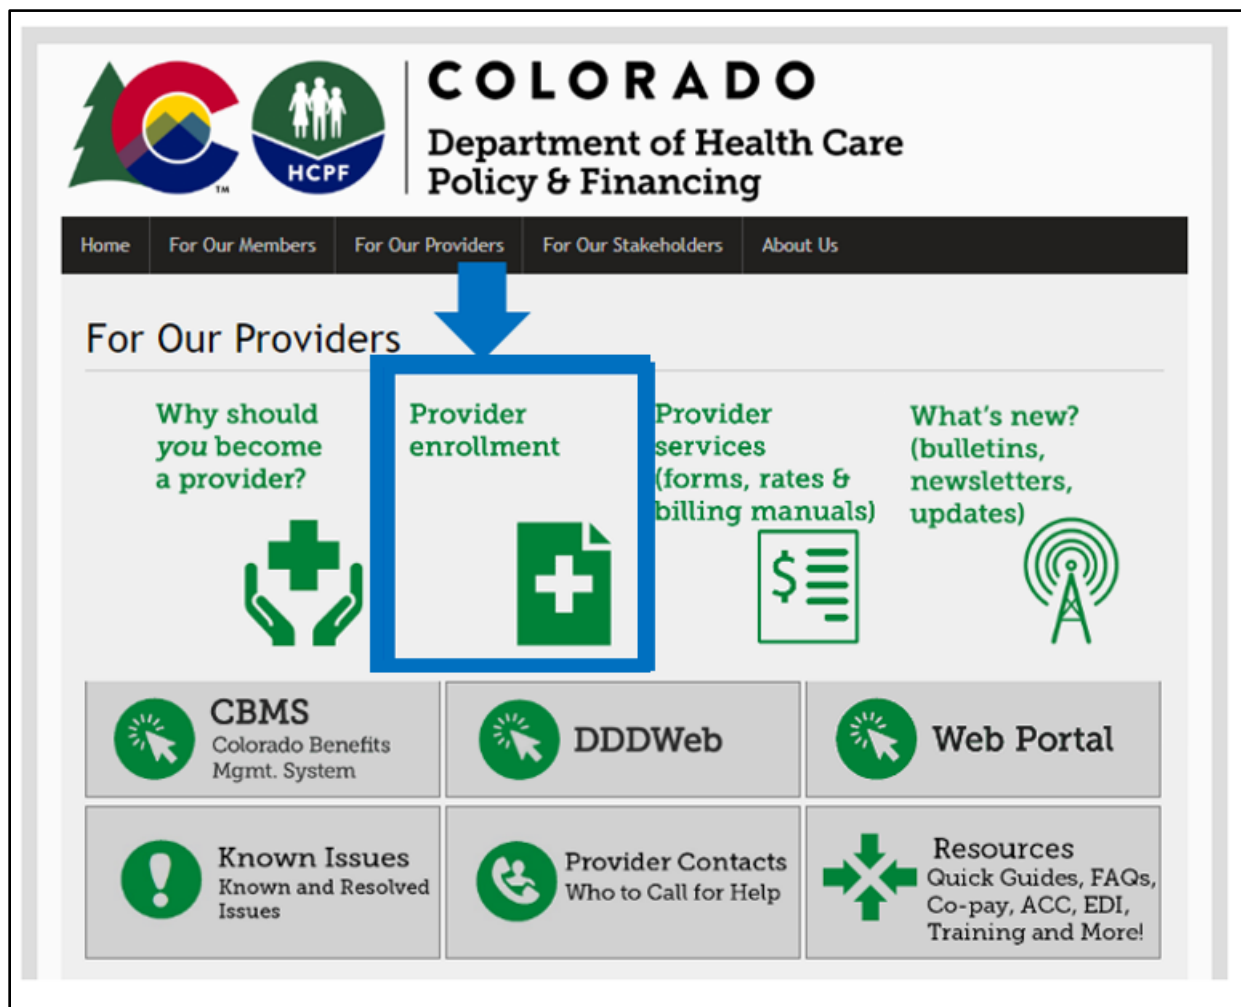 COLORADO
Department of Health Care
Policy & Financing
HCPF
TM
Home For Our Members For Our Providers For Our Stakeholders About Us
For Our Providers
Why should
you become
a provider?
Provider
enrollment
Provider
services
(forms, rates &
billing manuals)
What's new?
(bulletins,
newsletters,
updates)
$
CBMS
Colorado Benefits
Mgmt. System
DDDWeb
Web Portal
Known Issues
Known and Resolved
Issues
Provider Contacts
Who to Call for Help
Resources
Quick Guides, FAQs,
Co-pay, ACC, EDI,
Training and More!